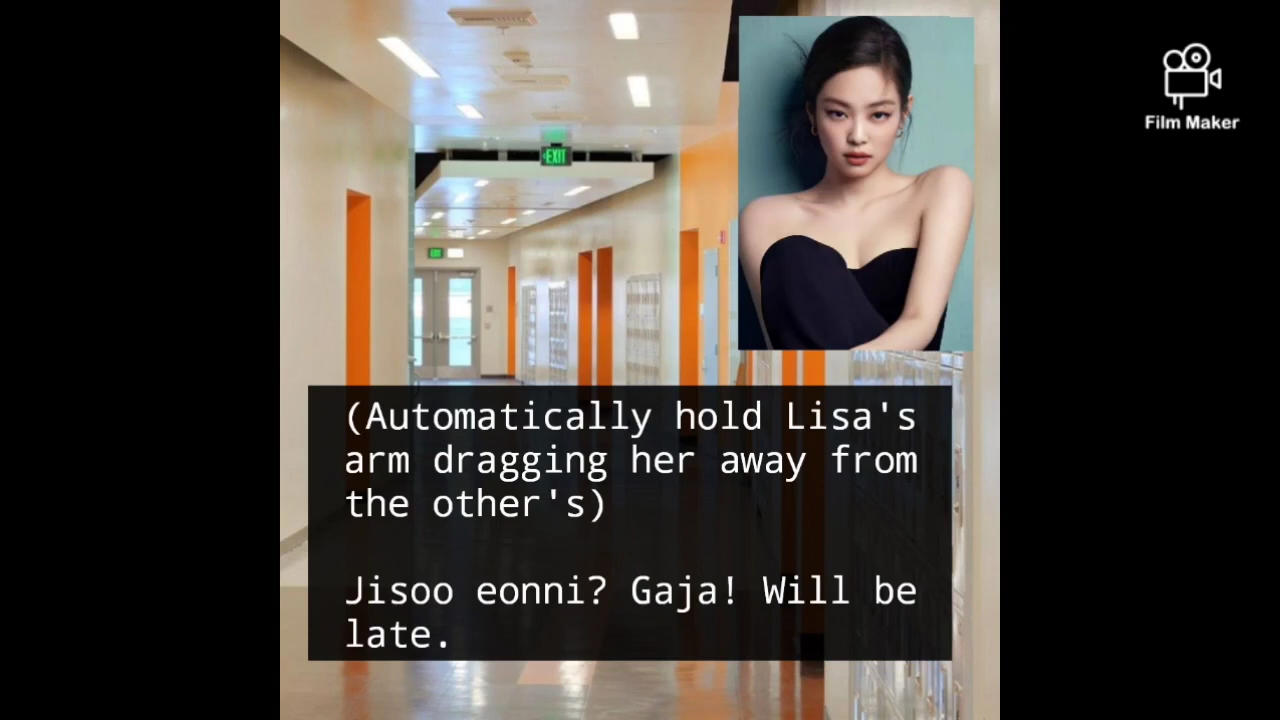 Film Maker
EXIT
(Automatically hold Lisa's
arm dragging her away from
the other's)
Jisoo eonni? Gaja! Will be
late.